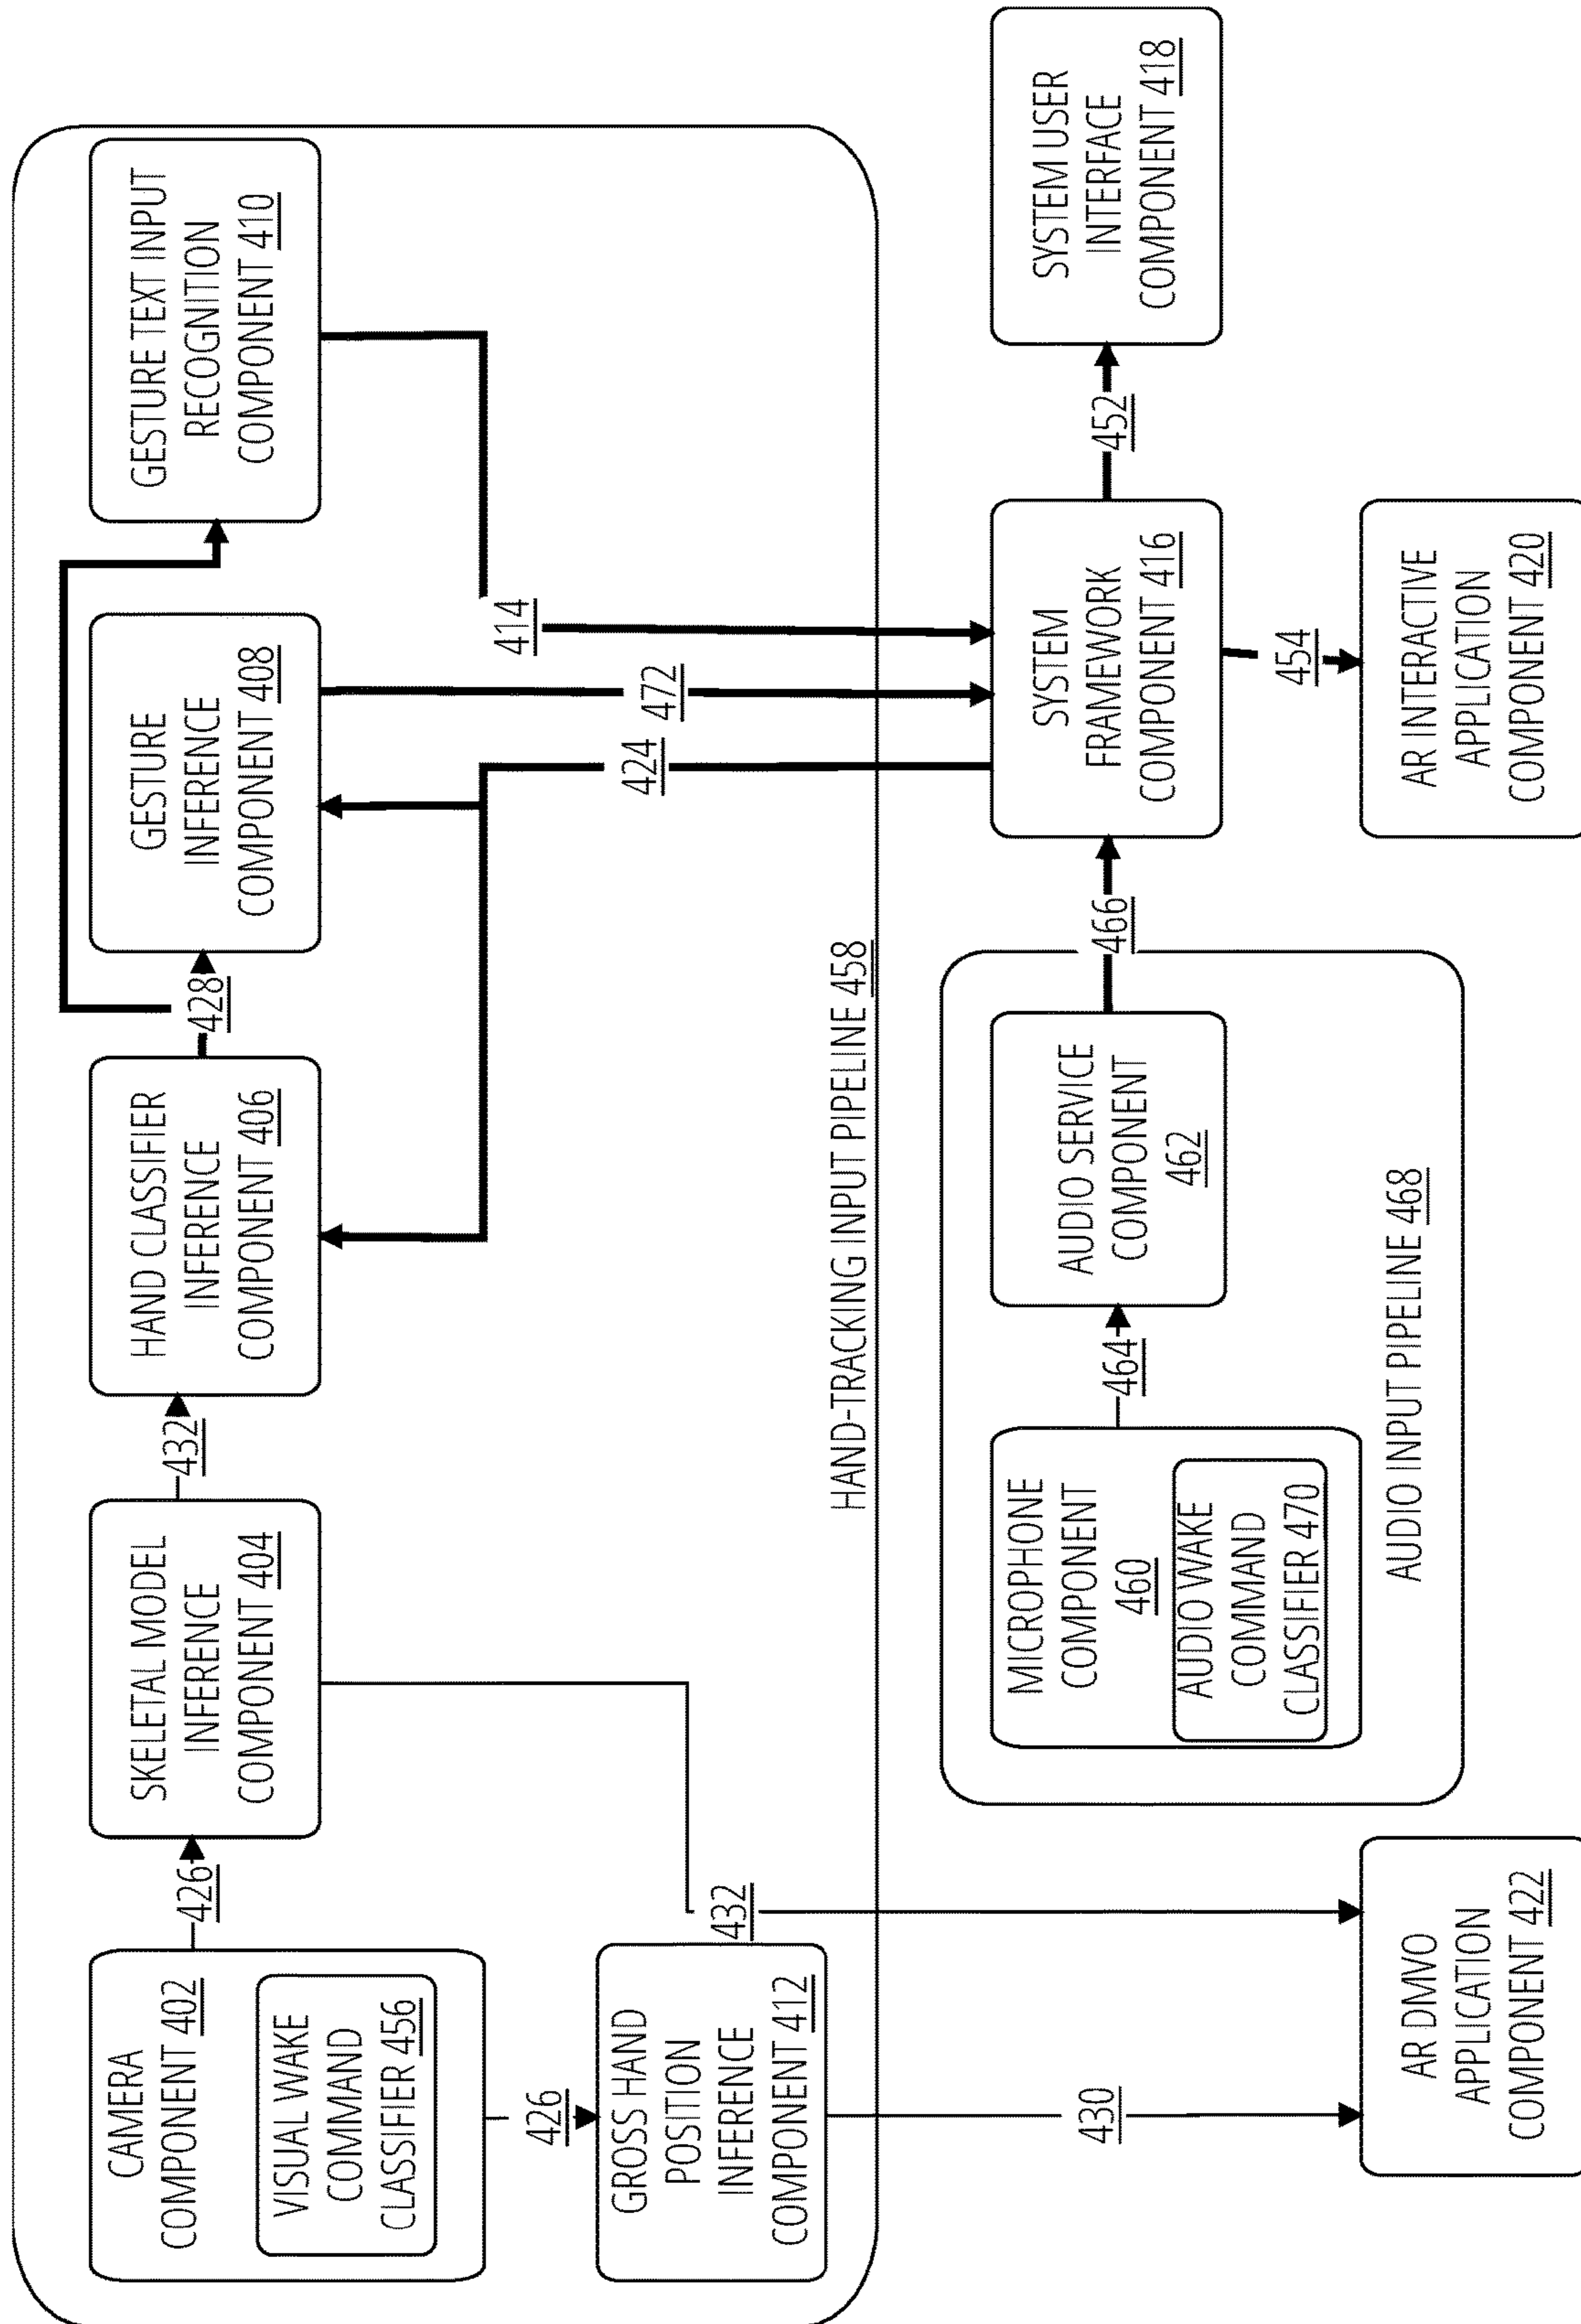 CAMERA
COMPONENT 402
VISUAL WAKE
COMMAND
CLASSIFIER 456
426
SKELETAL MODEL
INFERENCE
COMPONENT 404
432
HAND CLASSIFIER
INFERENCE
COMPONENT 406
428
GESTURE
INFERENCE
COMPONENT 408
GESTURE TEXT INPUT
RECOGNITION
COMPONENT 410
426
GROSS HAND
POSITION
INFERENCE
COMPONENT 412
432
424
472
414
HAND-TRACKING INPUT PIPELINE 458
430
AR DMVO
APPLICATION
COMPONENT 422
MICROPHONE
COMPONENT
460
AUDIO WAKE
COMMAND
CLASSIFIER 470
464
AUDIO SERVICE
COMPONENT
462
AUDIO INPUT PIPELINE 468
466
SYSTEM
FRAMEWORK
COMPONENT 416
452
SYSTEM USER
INTERFACE
COMPONENT 418
454
AR INTERACTIVE
APPLICATION
COMPONENT 420